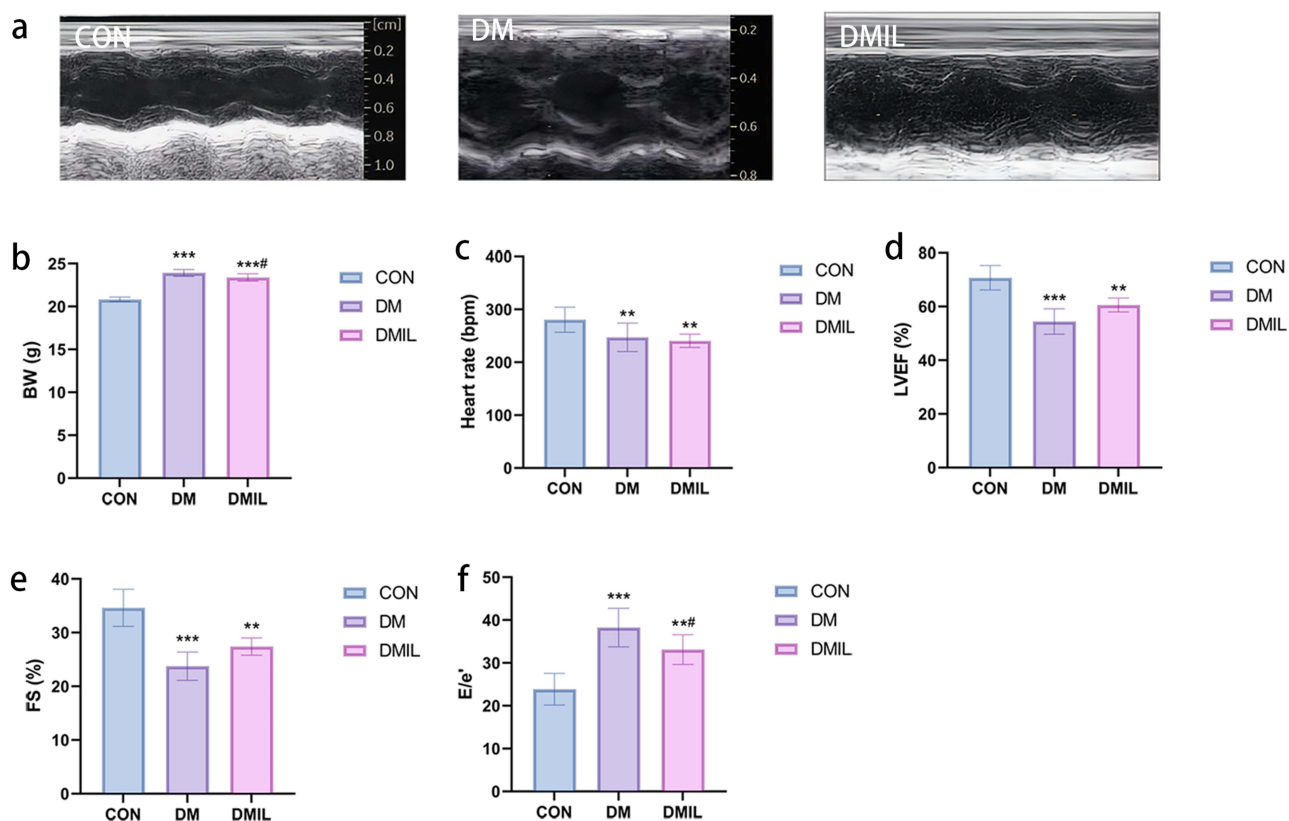 a
CON
[cm]
0.2
0.4
0.6
0.8
1.0
DM
0.2
0.4
0.6
0.8
DMIL
b
BW (g)
25
20
15
10
5
0
***
***#
CON
DM
DMIL
CON
DM
DMIL
c
Heart rate (bpm)
400
300
200
100
0
**
**
CON
DM
DMIL
CON
DM
DMIL
d
LVEF (%)
80
60
40
20
0
***
**
CON
DM
DMIL
CON
DM
DMIL
e
FS (%)
40
30
20
10
0
***
**
CON
DM
DMIL
CON
DM
DMIL
f
E/e'
50
40
30
20
10
0
***
**#
CON
DM
DMIL
CON
DM
DMIL